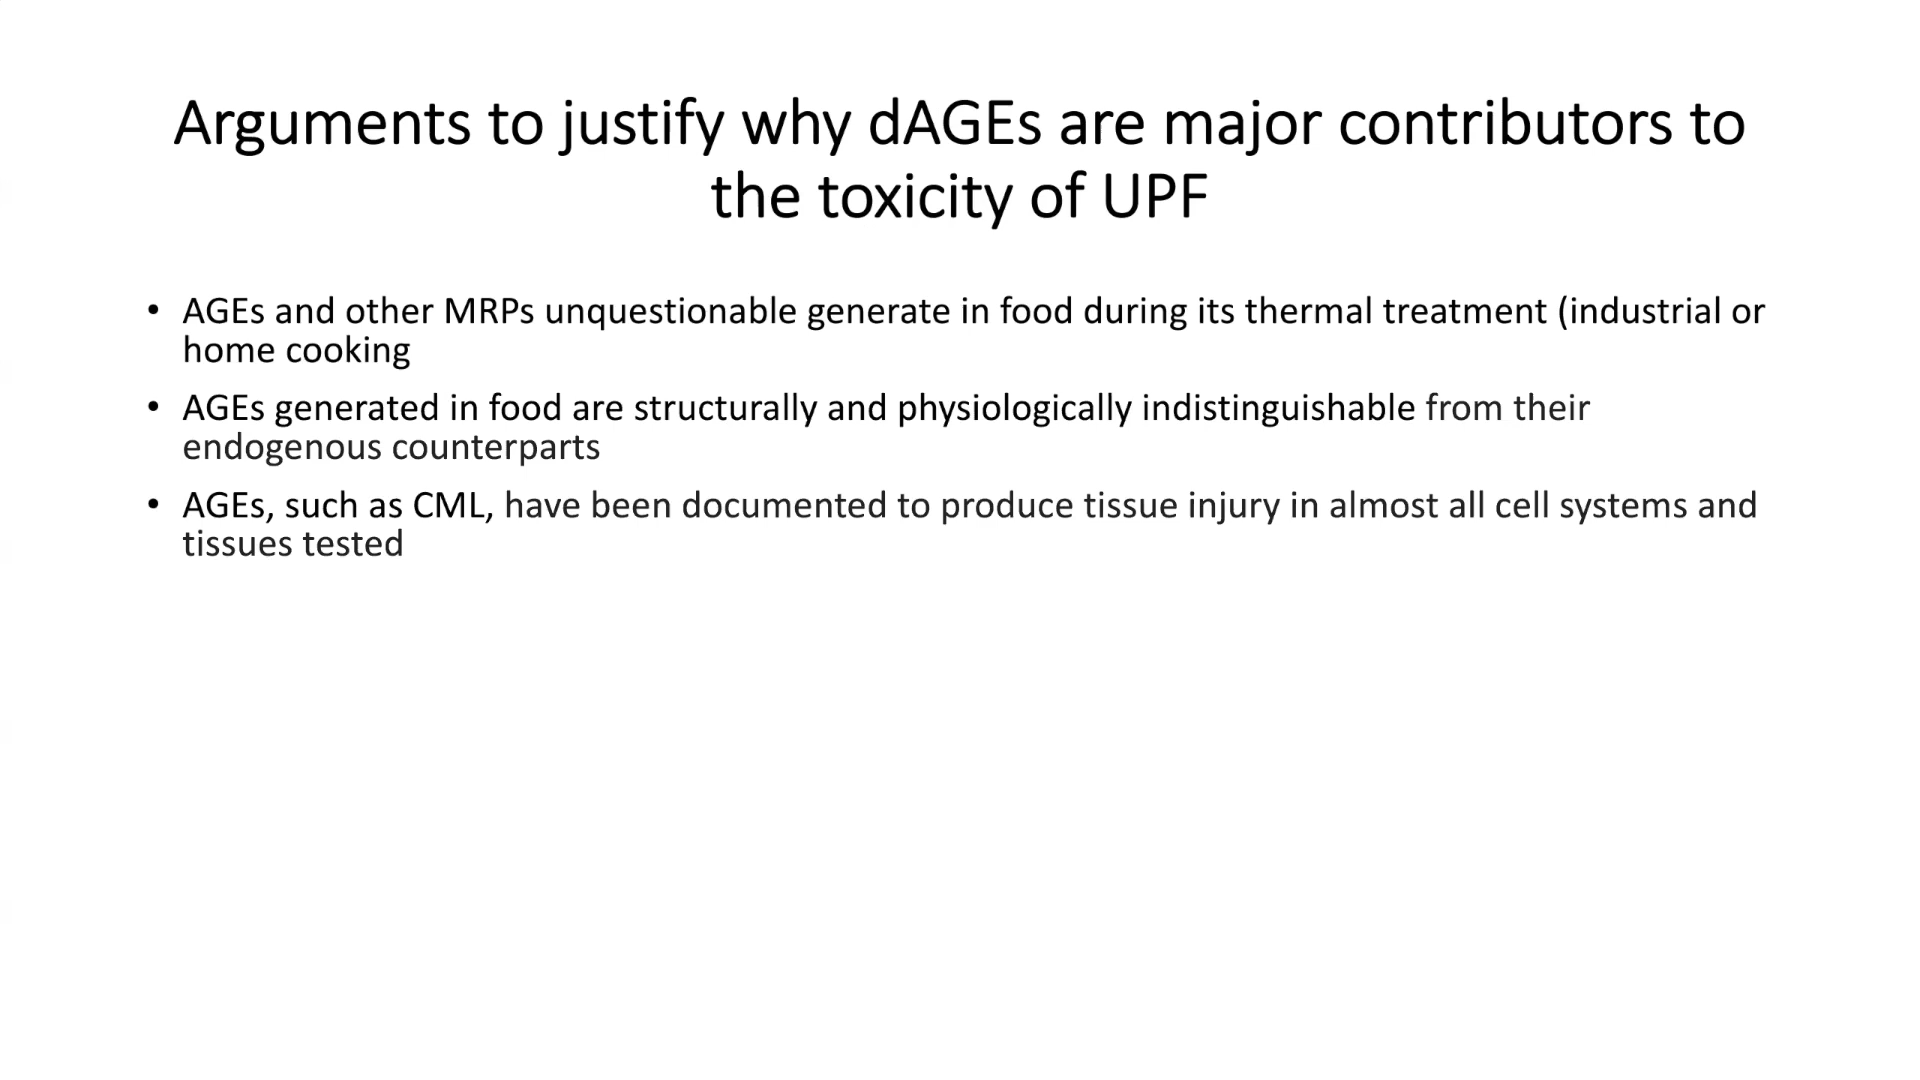 Arguments to justify why dAGEs are major contributors to
the toxicity of UPF
• AGEs and other MRPs unquestionable generate in food during its thermal treatment (industrial or
home cooking
• AGEs generated in food are structurally and physiologically indistinguishable from their
endogenous counterparts
• AGEs, such as CML, have been documented to produce tissue injury in almost all cell systems and
tissues tested